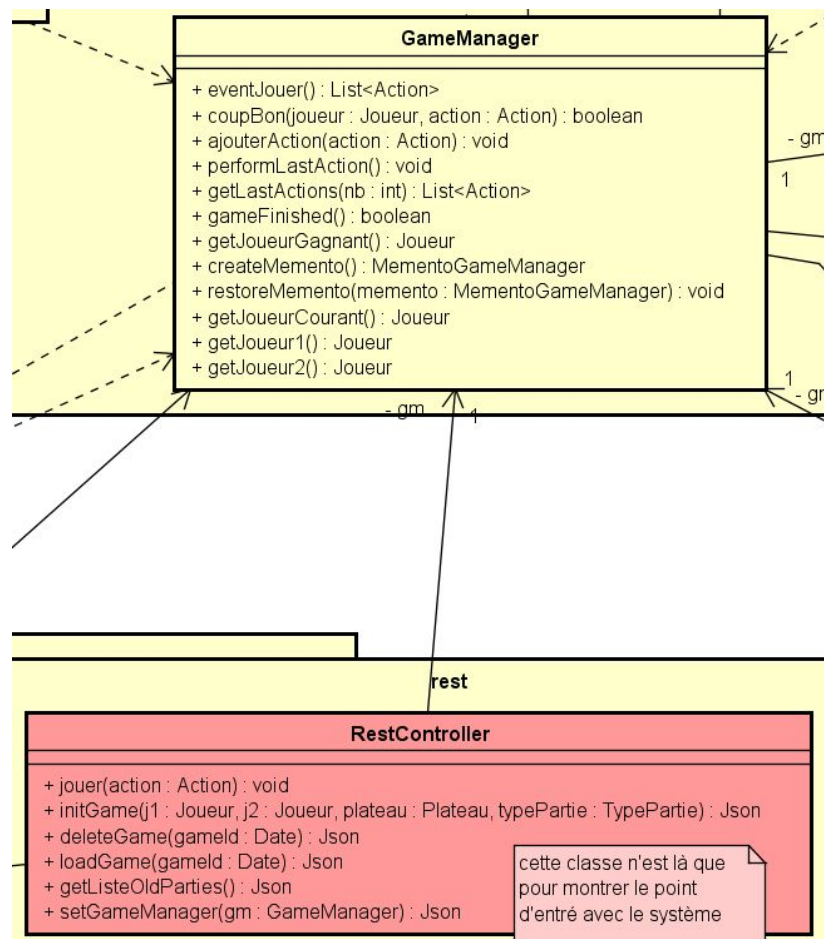 GameManager
+ eventJouer() : List<Action>
+ coupBon(joueur : Joueur, action : Action) : boolean
+ ajouterAction(action : Action) : void
+ performLastAction() : void
+ getLastActions(nb : int) : List<Action>
+ gameFinished() : boolean
+ getJoueurGagnant() : Joueur
+ createMemento() : MementoGameManager
+ restoreMemento(memento : MementoGameManager) : void
+ getJoueurCourant() : Joueur
+ getJoueur1() : Joueur
+ getJoueur2() : Joueur
- gm
1
1
- gm
- gm
1
rest
RestController
+ jouer(action : Action) : void
+ initGame(j1 : Joueur, j2 : Joueur, plateau : Plateau, typePartie : TypePartie) : Json
+ deleteGame(gameId : Date) : Json
+ loadGame(gameId : Date) : Json
+ getListeOldParties() : Json
+ setGameManager(gm : GameManager) : Json
cette classe n'est là que
pour montrer le point
d'entré avec le système